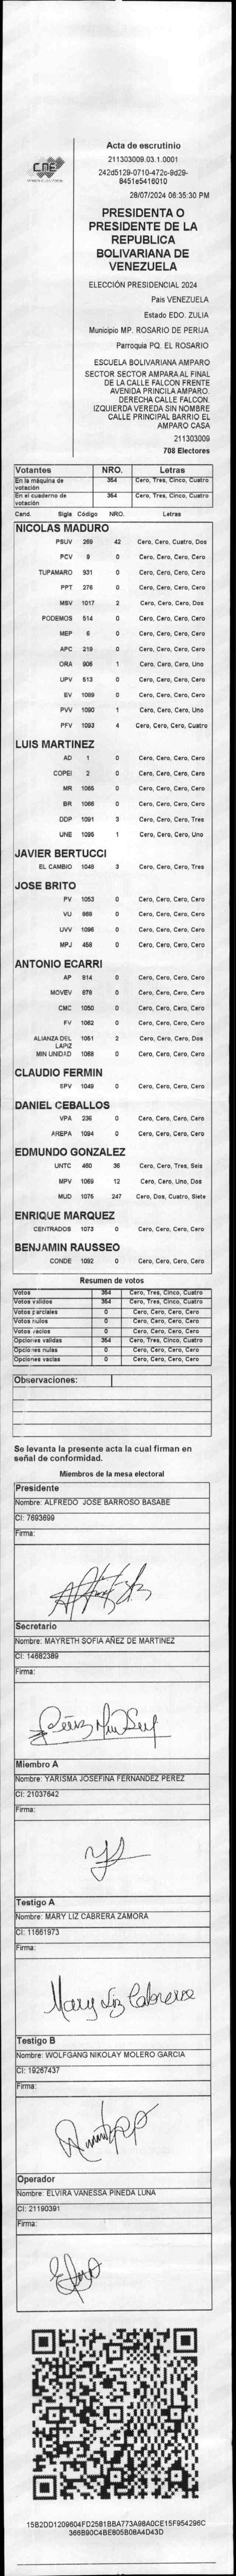 CNE
Acta de escrutinio
211303009.03.1.0001
242d5129-0710-472c-9d29-
8451e5416010
28/07/2024 06:35:30 PM
PRESIDENTA O
PRESIDENTE DE LA
REPUBLICA
BOLIVARIANA DE
VENEZUELA
ELECCIÓN PRESIDENCIAL 2024
Pais VENEZUELA
Estado EDO. ZULIA
Municipio MP. ROSARIO DE PERIJA
Parroquia PQ. EL ROSARIO
ESCUELA BOLIVARIANA AMPARO
SECTOR SECTOR AMPARA AL FINAL
DE LA CALLE FALCON FRENTE
AVENIDA PRINCILA AMPARO.
DERECHA CALLE FALCON.
IZQUIERDA VEREDA SIN NOMBRE
CALLE PRINCIPAL BARRIO EL
AMPARO CASA
211303009
708 Electores
Votantes NRO. Letras
En la máquina de votación 354 Cero, Tres, Cinco, Cuatro
En el cuaderno de votación 354 Cero, Tres, Cinco, Cuatro
Cand. Sigla Código NRO. Letras
NICOLAS MADURO
PSUV 269 42 Cero, Cero, Cuatro, Dos
PCV 9 0 Cero, Cero, Cero, Cero
TUPAMARO 931 0 Cero, Cero, Cero, Cero
PPT 276 0 Cero, Cero, Cero, Cero
MSV 1017 2 Cero, Cero, Cero, Dos
PODEMOS 514 0 Cero, Cero, Cero, Cero
MEP 6 0 Cero, Cero, Cero, Cero
APC 219 0 Cero, Cero, Cero, Cero
ORA 906 1 Cero, Cero, Cero, Uno
UPV 513 0 Cero, Cero, Cero, Cero
EV 1089 0 Cero, Cero, Cero, Cero
PVV 1090 1 Cero, Cero, Cero, Uno
PFV 1093 4 Cero, Cero, Cero, Cuatro
LUIS MARTINEZ
AD 1 0 Cero, Cero, Cero, Cero
COPEI 2 0 Cero, Cero, Cero, Cero
MR 1065 0 Cero, Cero, Cero, Cero
BR 1066 0 Cero, Cero, Cero, Cero
DDP 1091 3 Cero, Cero, Cero, Tres
UNE 1095 1 Cero, Cero, Cero, Uno
JAVIER BERTUCCI
EL CAMBIO 1048 3 Cero, Cero, Cero, Tres
JOSE BRITO
PV 1053 0 Cero, Cero, Cero, Cero
VU 868 0 Cero, Cero, Cero, Cero
UVV 1096 0 Cero, Cero, Cero, Cero
MPJ 458 0 Cero, Cero, Cero, Cero
ANTONIO ECARRI
AP 814 0 Cero, Cero, Cero, Cero
MOVEV 878 0 Cero, Cero, Cero, Cero
CMC 1050 0 Cero, Cero, Cero, Cero
FV 1062 0 Cero, Cero, Cero, Cero
ALIANZA DEL LAPIZ 1051 2 Cero, Cero, Cero, Dos
MIN UNIDAD 1068 0 Cero, Cero, Cero, Cero
CLAUDIO FERMIN
SPV 1049 0 Cero, Cero, Cero, Cero
DANIEL CEBALLOS
VPA 236 0 Cero, Cero, Cero, Cero
AREPA 1094 0 Cero, Cero, Cero, Cero
EDMUNDO GONZALEZ
UNTC 460 36 Cero, Cero, Tres, Seis
MPV 1069 12 Cero, Cero, Uno, Dos
MUD 1075 247 Cero, Dos, Cuatro, Siete
ENRIQUE MARQUEZ
CENTRADOS 1073 0 Cero, Cero, Cero, Cero
BENJAMIN RAUSSEO
CONDE 1092 0 Cero, Cero, Cero, Cero
Resumen de votos
Votos 354 Cero, Tres, Cinco, Cuatro
Votos validos 354 Cero, Tres, Cinco, Cuatro
Votos parciales 0 Cero, Cero, Cero, Cero
Votos nulos 0 Cero, Cero, Cero, Cero
Votos vacios 0 Cero, Cero, Cero, Cero
Opciones validas 354 Cero, Tres, Cinco, Cuatro
Opciones nulas 0 Cero, Cero, Cero, Cero
Opciones vacias 0 Cero, Cero, Cero, Cero
Observaciones:
Se levanta la presente acta la cual firman en
señal de conformidad.
Miembros de la mesa electoral
Presidente
Nombre: ALFREDO JOSE BARROSO BASABE
CI: 7693699
Firma:
Secretario
Nombre: MAYRETH SOFIA AÑEZ DE MARTINEZ
CI: 14682389
Firma:
Miembro A
Nombre: YARISMA JOSEFINA FERNANDEZ PEREZ
CI: 21037642
Firma:
Testigo A
Nombre: MARY LIZ CABRERA ZAMORA
CI: 11661973
Firma:
Mary Liz Cabrera
Testigo B
Nombre: WOLFGANG NIKOLAY MOLERO GARCIA
CI: 19267437
Firma:
Operador
Nombre: ELVIRA VANESSA PINEDA LUNA
CI: 21190391
Firma:
15B2DD1209604FD2581BBA773A98A0CE15F954296C
366B90C4BE805B08A4D43D